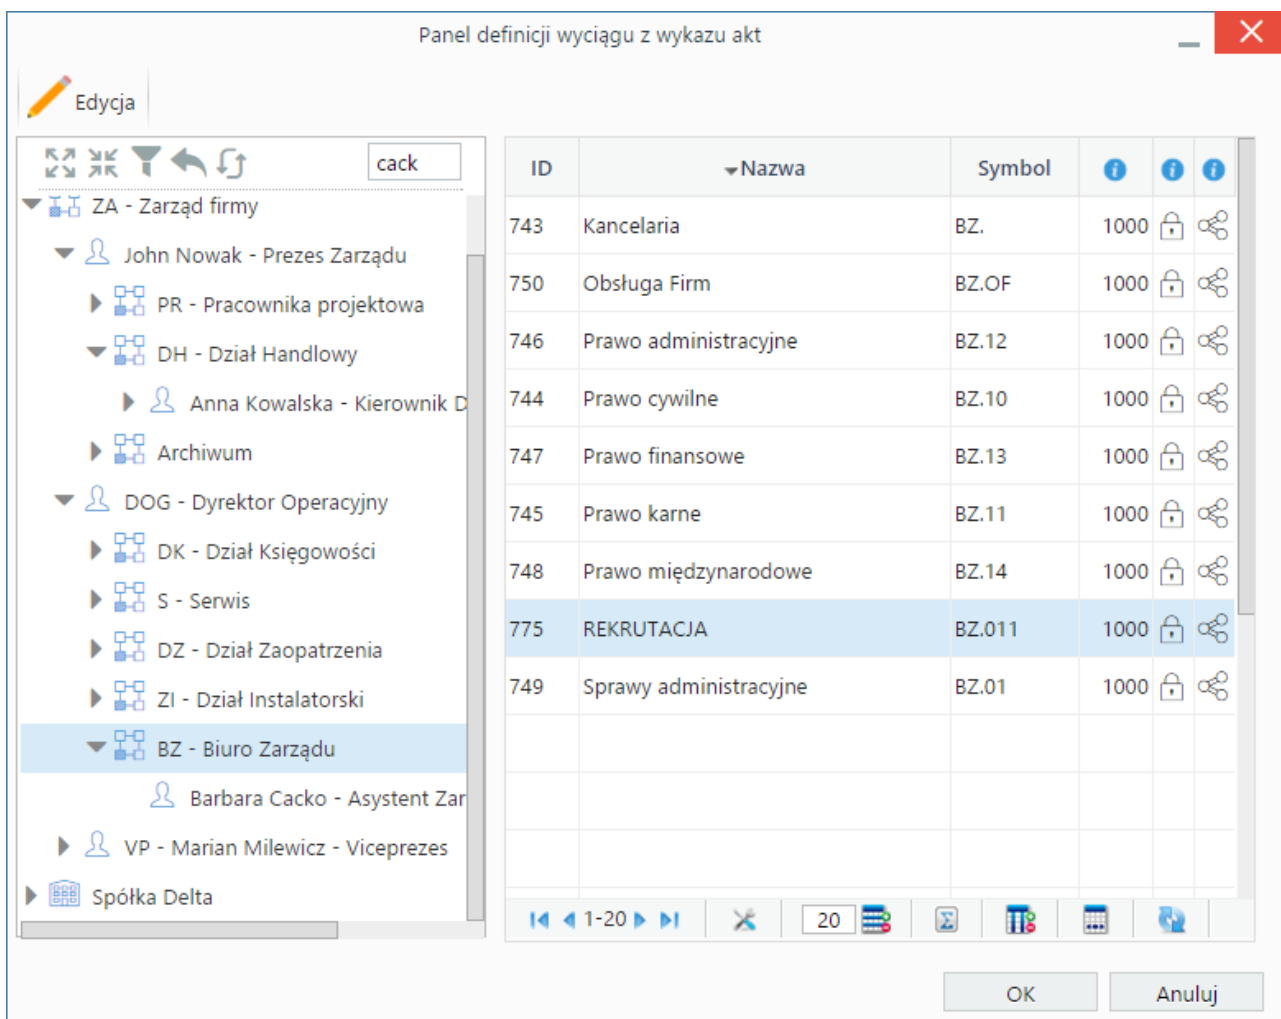 Panel definicji wyciągu z wykazu akt
Edycja
cack
ZA - Zarząd firmy
John Nowak - Prezes Zarządu
PR - Pracownika projektowa
DH - Dział Handlowy
Anna Kowalska - Kierownik D
Archiwum
DOG - Dyrektor Operacyjny
DK - Dział Księgowości
S - Serwis
DZ - Dział Zaopatrzenia
ZI - Dział Instalatorski
BZ - Biuro Zarządu
Barbara Cacko - Asystent Zar
VP - Marian Milewicz - Viceprezes
Spółka Delta
ID Nazwa Symbol
743 Kancelaria BZ. 1000
750 Obsługa Firm BZ.OF 1000
746 Prawo administracyjne BZ.12 1000
744 Prawo cywilne BZ.10 1000
747 Prawo finansowe BZ.13 1000
745 Prawo karne BZ.11 1000
748 Prawo międzynarodowe BZ.14 1000
775 REKRUTACJA BZ.011 1000
749 Sprawy administracyjne BZ.01 1000
1-20 20
OK Anuluj